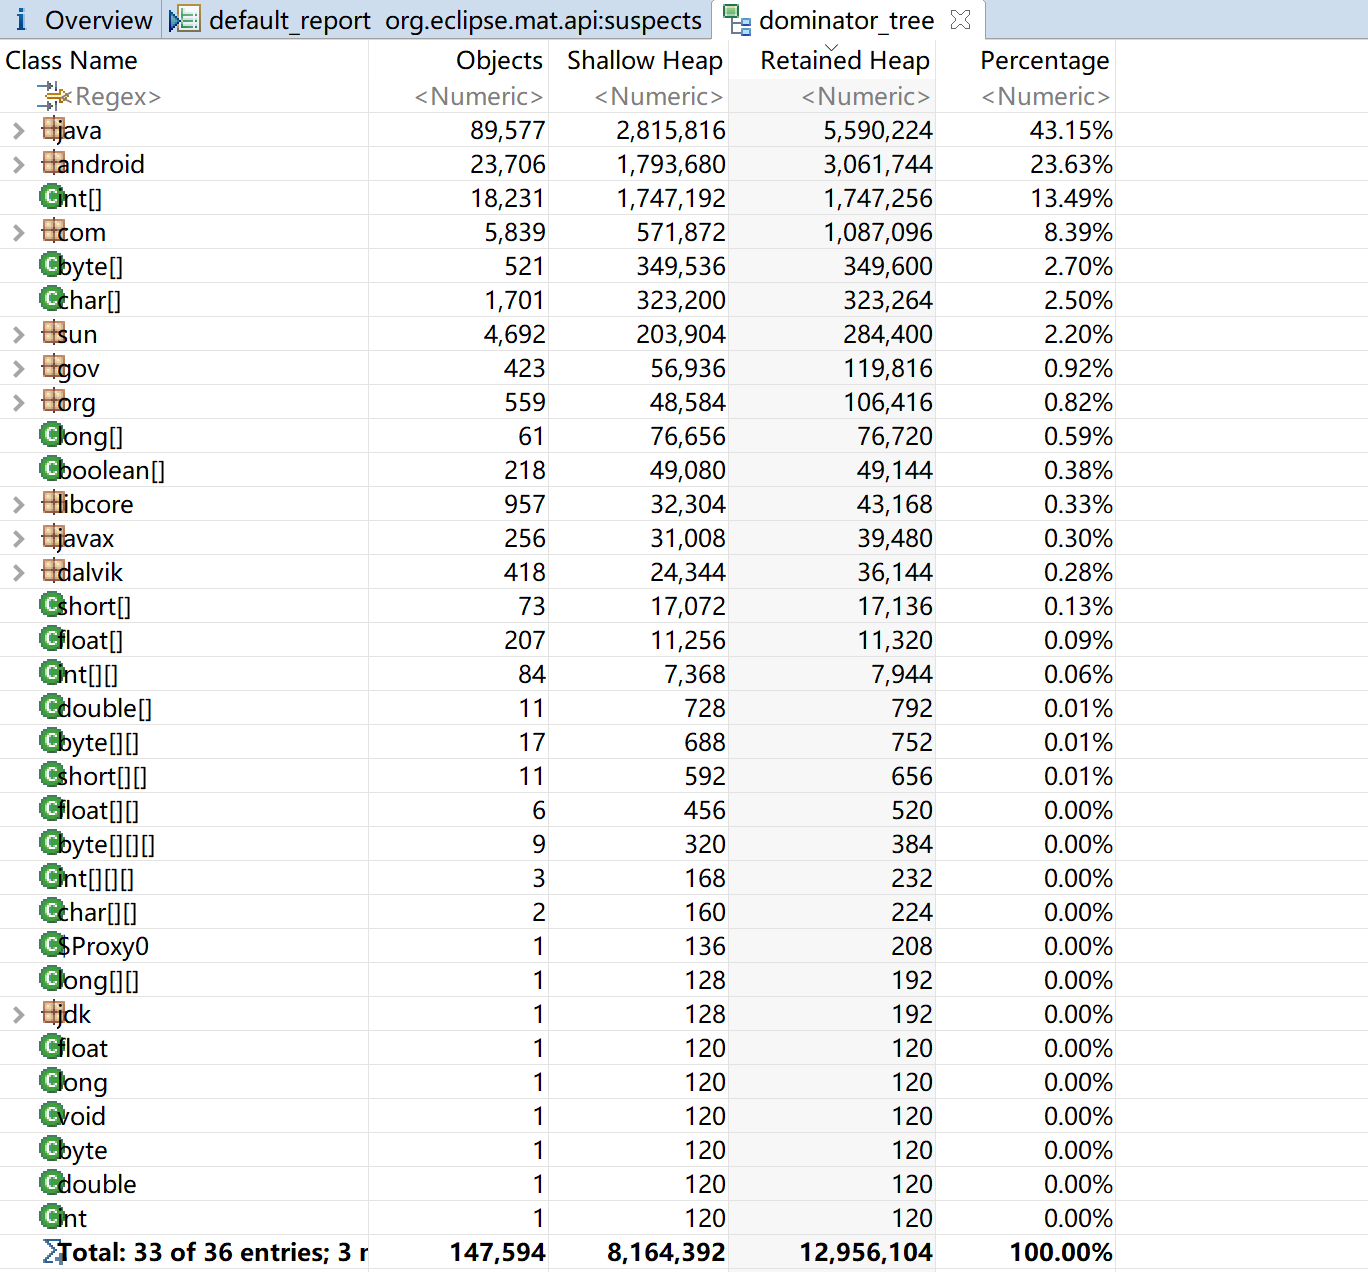 i Overview default_report org.eclipse.mat.api:suspects dominator_tree
Class Name Objects Shallow Heap Retained Heap Percentage
<Regex> <Numeric> <Numeric> <Numeric> <Numeric>
java 89,577 2,815,816 5,590,224 43.15%
android 23,706 1,793,680 3,061,744 23.63%
int[] 18,231 1,747,192 1,747,256 13.49%
com 5,839 571,872 1,087,096 8.39%
byte[] 521 349,536 349,600 2.70%
char[] 1,701 323,200 323,264 2.50%
sun 4,692 203,904 284,400 2.20%
gov 423 56,936 119,816 0.92%
org 559 48,584 106,416 0.82%
long[] 61 76,656 76,720 0.59%
boolean[] 218 49,080 49,144 0.38%
libcore 957 32,304 43,168 0.33%
javax 256 31,008 39,480 0.30%
dalvik 418 24,344 36,144 0.28%
short[] 73 17,072 17,136 0.13%
float[] 207 11,256 11,320 0.09%
int[][] 84 7,368 7,944 0.06%
double[] 11 728 792 0.01%
byte[][] 17 688 752 0.01%
short[][] 11 592 656 0.01%
float[][] 6 456 520 0.00%
byte[][][] 9 320 384 0.00%
int[][][] 3 168 232 0.00%
char[][] 2 160 224 0.00%
$Proxy0 1 136 208 0.00%
long[][] 1 128 192 0.00%
jdk 1 128 192 0.00%
float 1 120 120 0.00%
long 1 120 120 0.00%
void 1 120 120 0.00%
byte 1 120 120 0.00%
double 1 120 120 0.00%
int 1 120 120 0.00%
Total: 33 of 36 entries; 3 147,594 8,164,392 12,956,104 100.00%